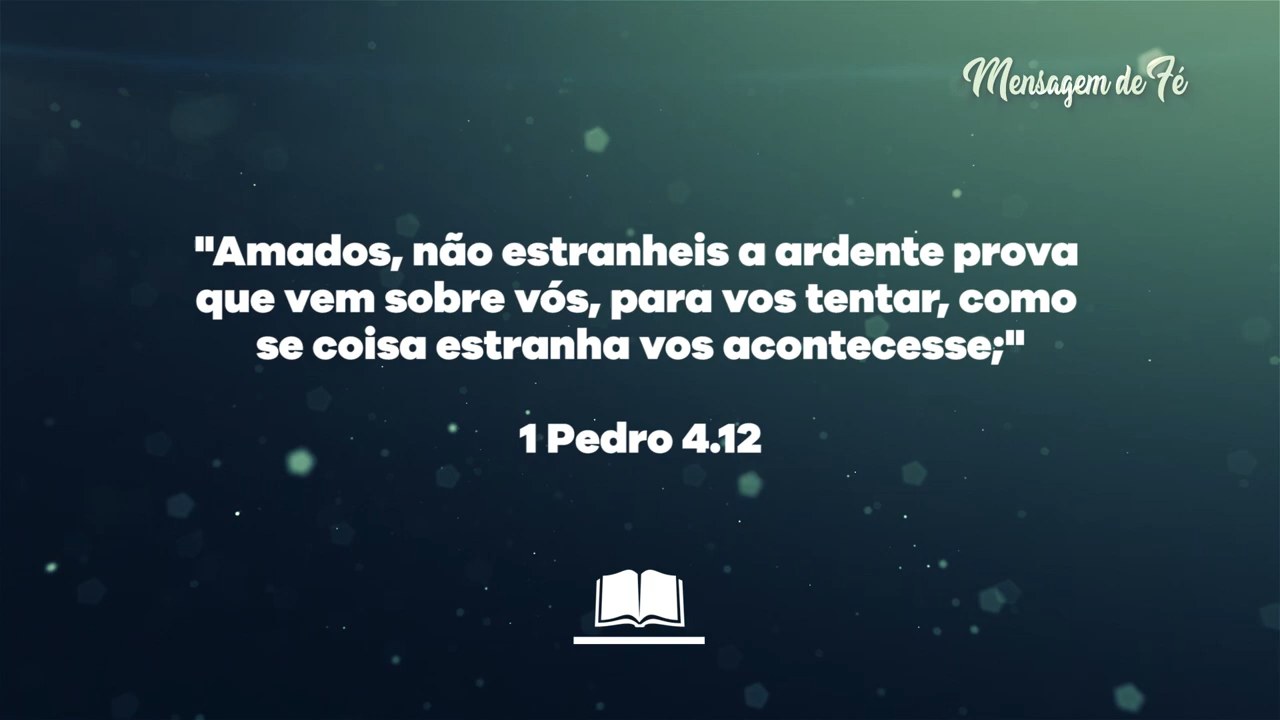 Mensagem de Fé
"Amados, não estranheis a ardente prova
que vem sobre vós, para vos tentar, como
se coisa estranha vos acontecesse;"
1 Pedro 4.12